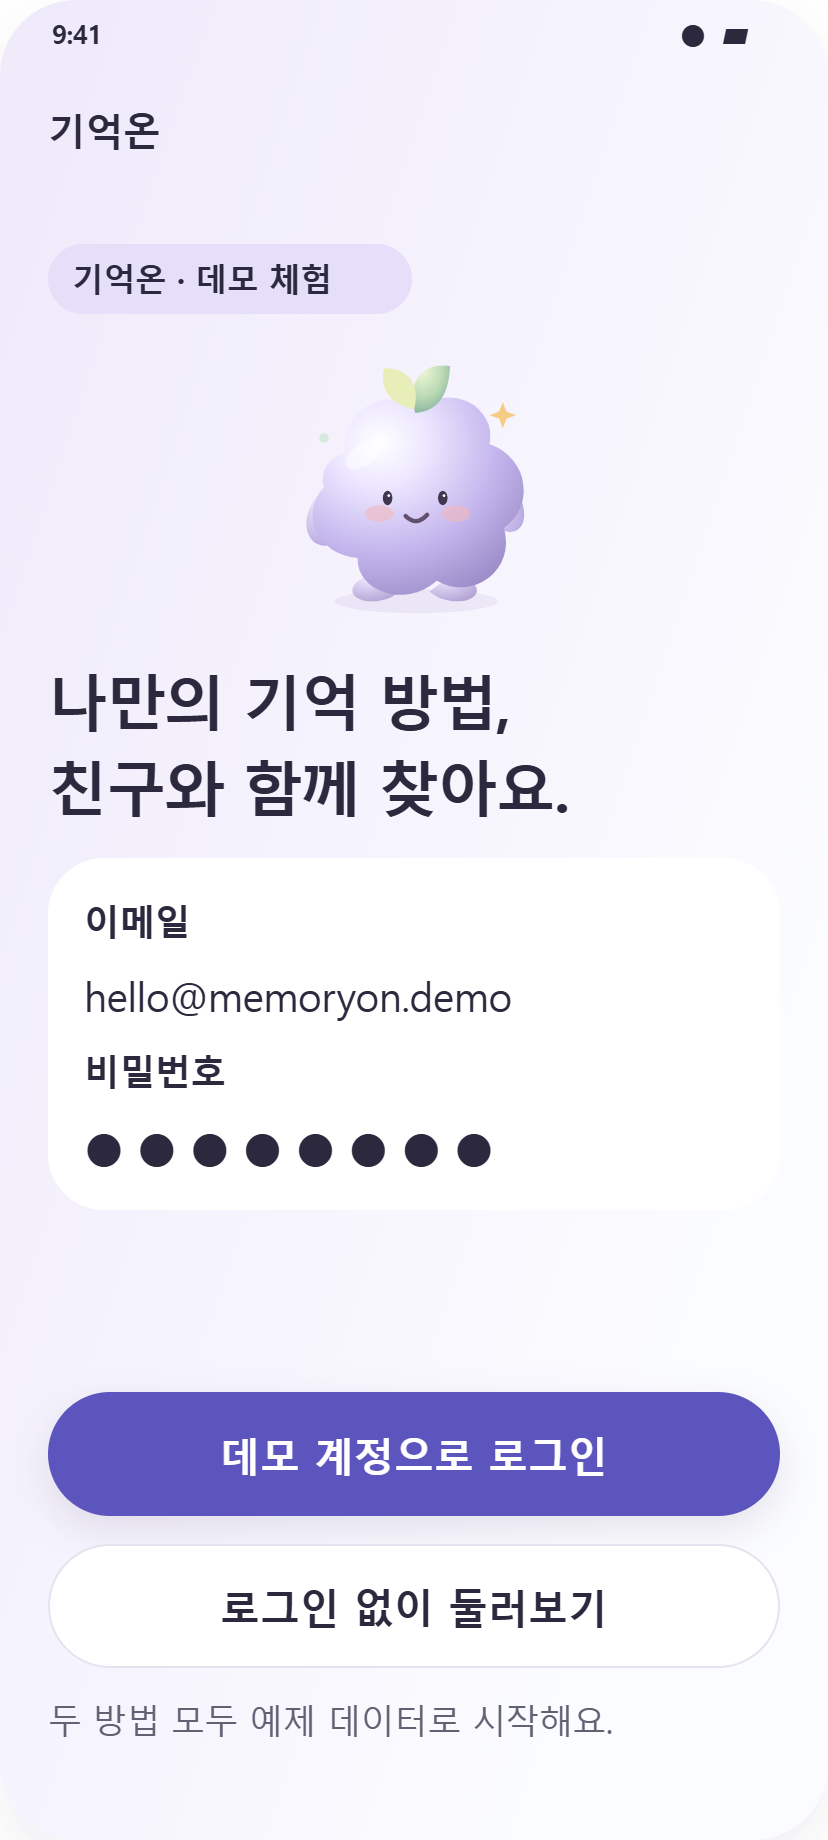 9:41
기억온
기억온 · 데모 체험
나만의 기억 방법,
친구와 함께 찾아요.
이메일
hello@memoryon.demo
비밀번호
●●●●●●●●
데모 계정으로 로그인
로그인 없이 둘러보기
두 방법 모두 예제 데이터로 시작해요.